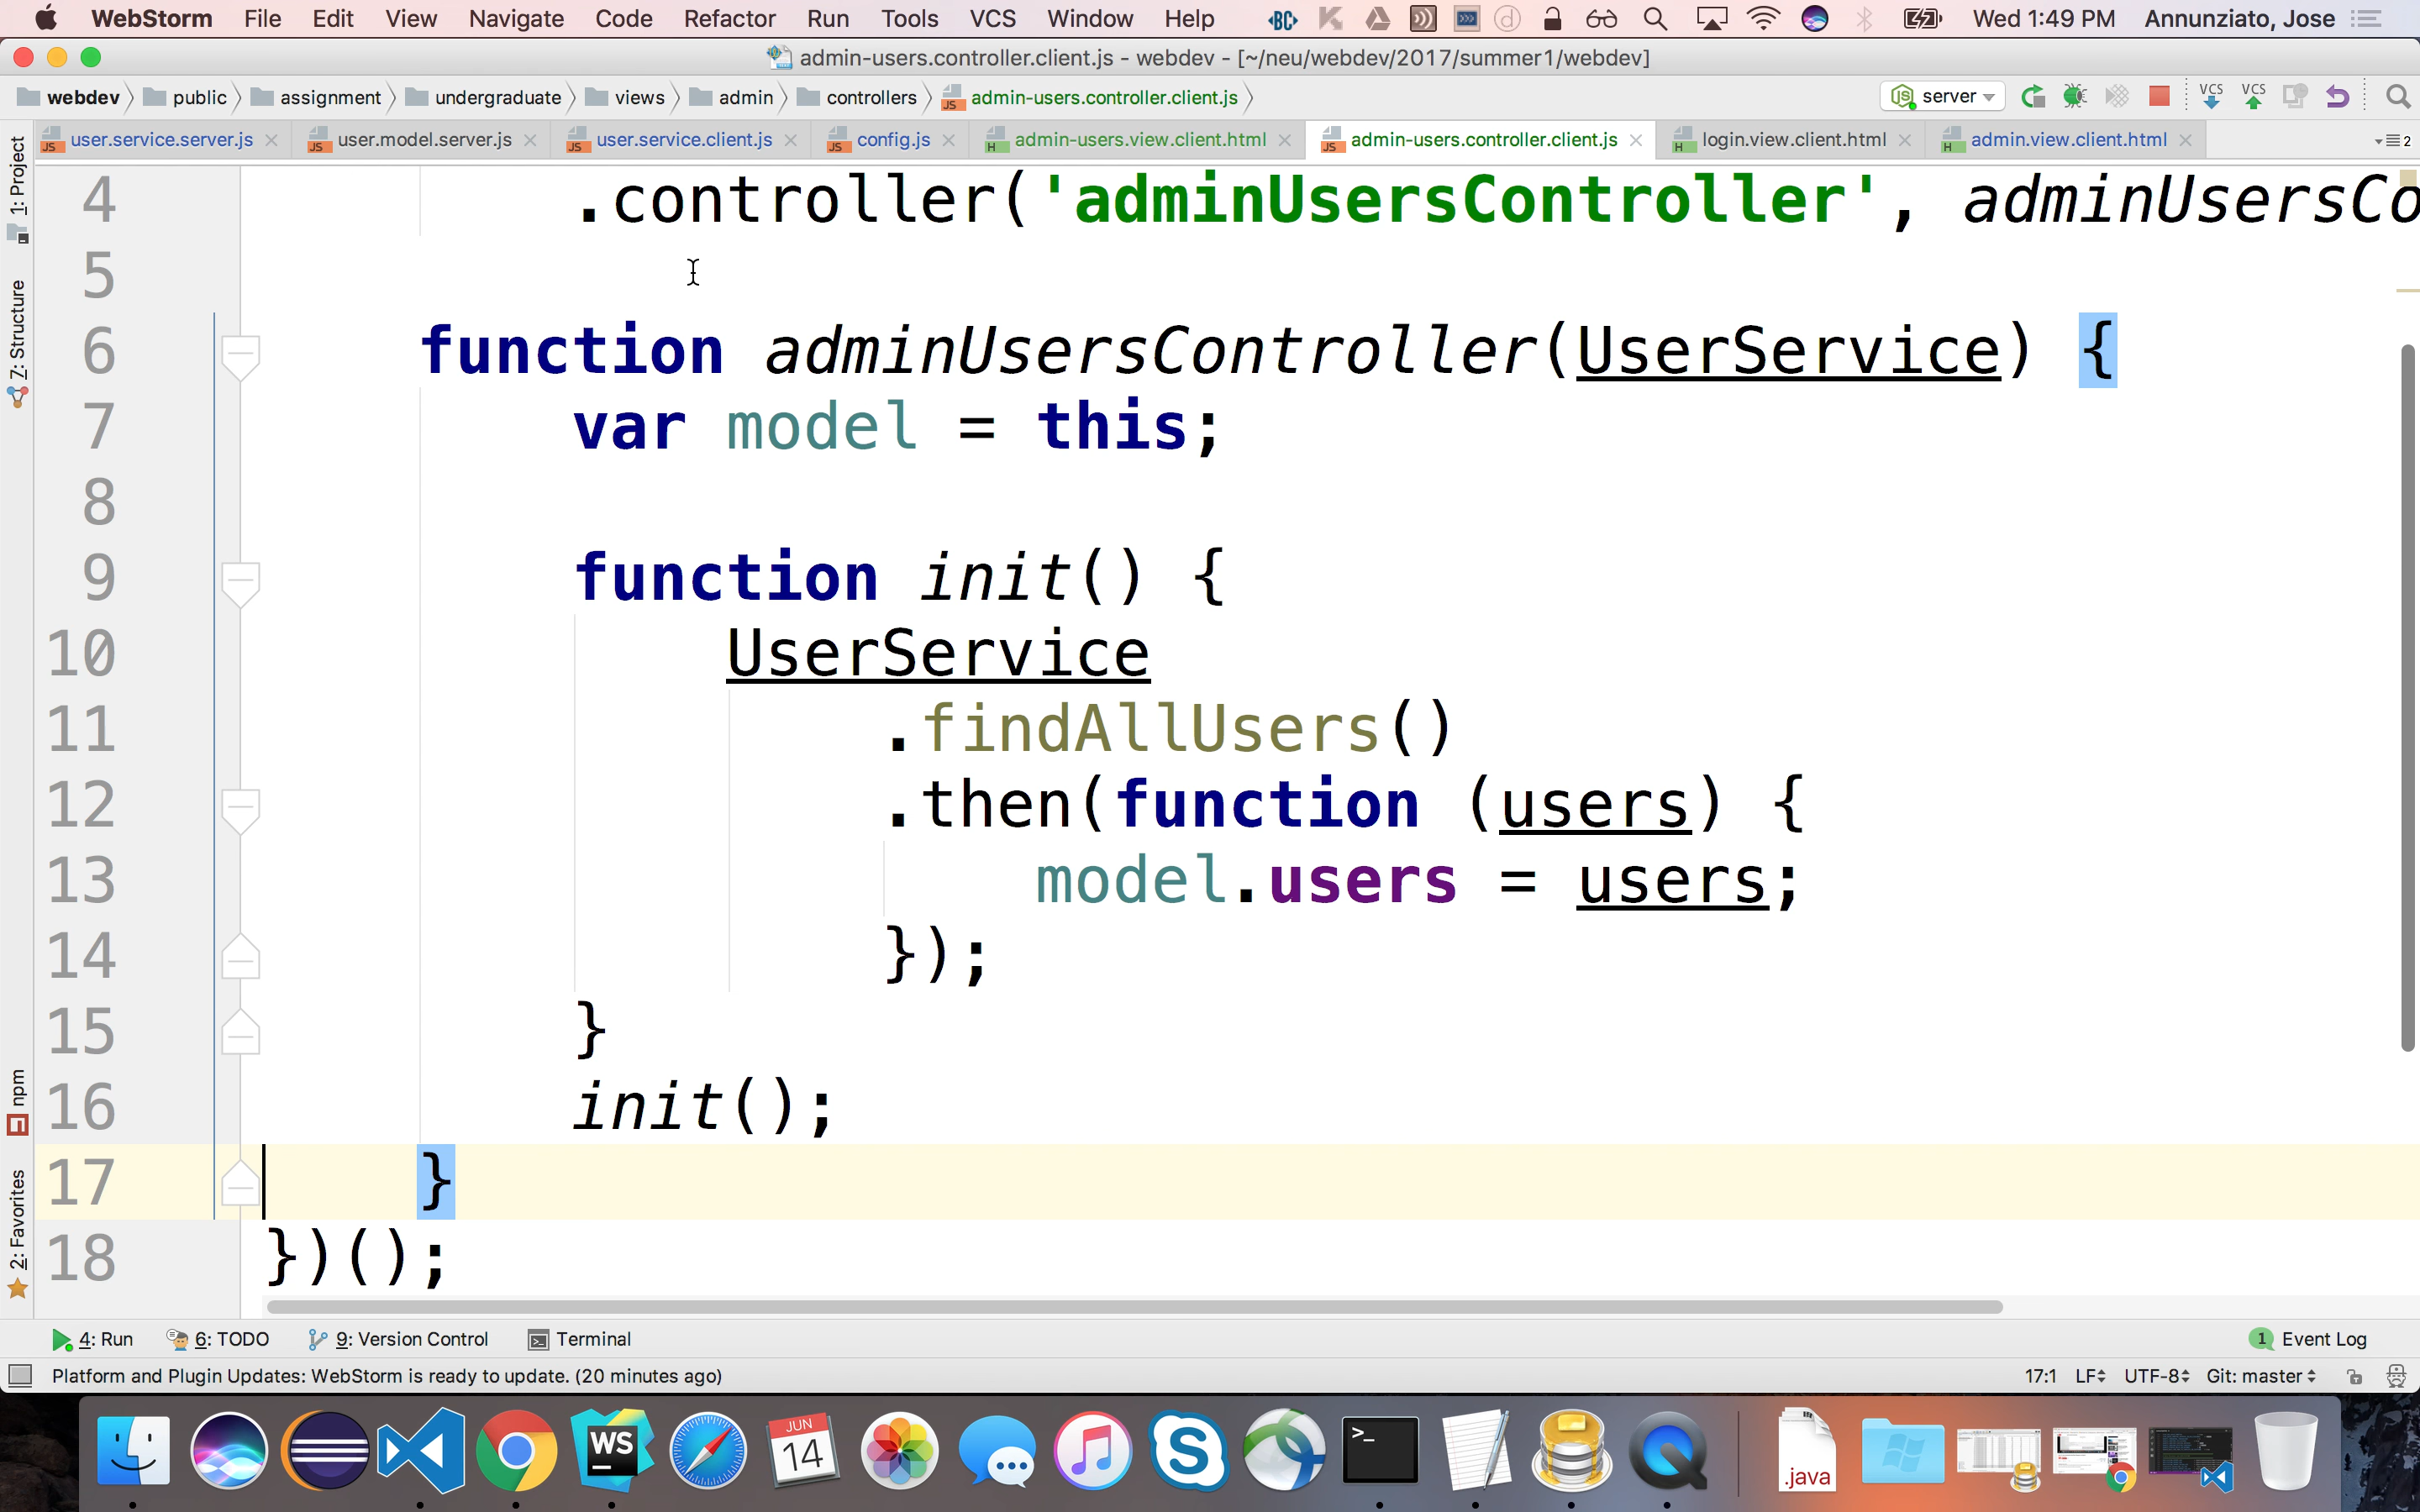 WebStorm File Edit View Navigate Code Refactor Run Tools VCS Window Help BC Wed 1:49 PM Annunziato, Jose
admin-users.controller.client.js - webdev - [~/neu/webdev/2017/summer1/webdev]
webdev public assignment undergraduate views admin controllers admin-users.controller.client.js server VCS VCS
user.service.server.js user.model.server.js user.service.client.js config.js admin-users.view.client.html admin-users.controller.client.js login.view.client.html admin.view.client.html 2
1: Project
7: Structure
npm
2: Favorites
4 .controller('adminUsersController', adminUsersCo
5
6 function adminUsersController(UserService) {
7 var model = this;
8
9 function init() {
10 UserService
11 .findAllUsers()
12 .then(function (users) {
13 model.users = users;
14 });
15 }
16 init();
17 }
18 })();
4: Run 6: TODO 9: Version Control Terminal 1 Event Log
Platform and Plugin Updates: WebStorm is ready to update. (20 minutes ago) 17:1 LF UTF-8 Git: master
WS JUN 14 .java